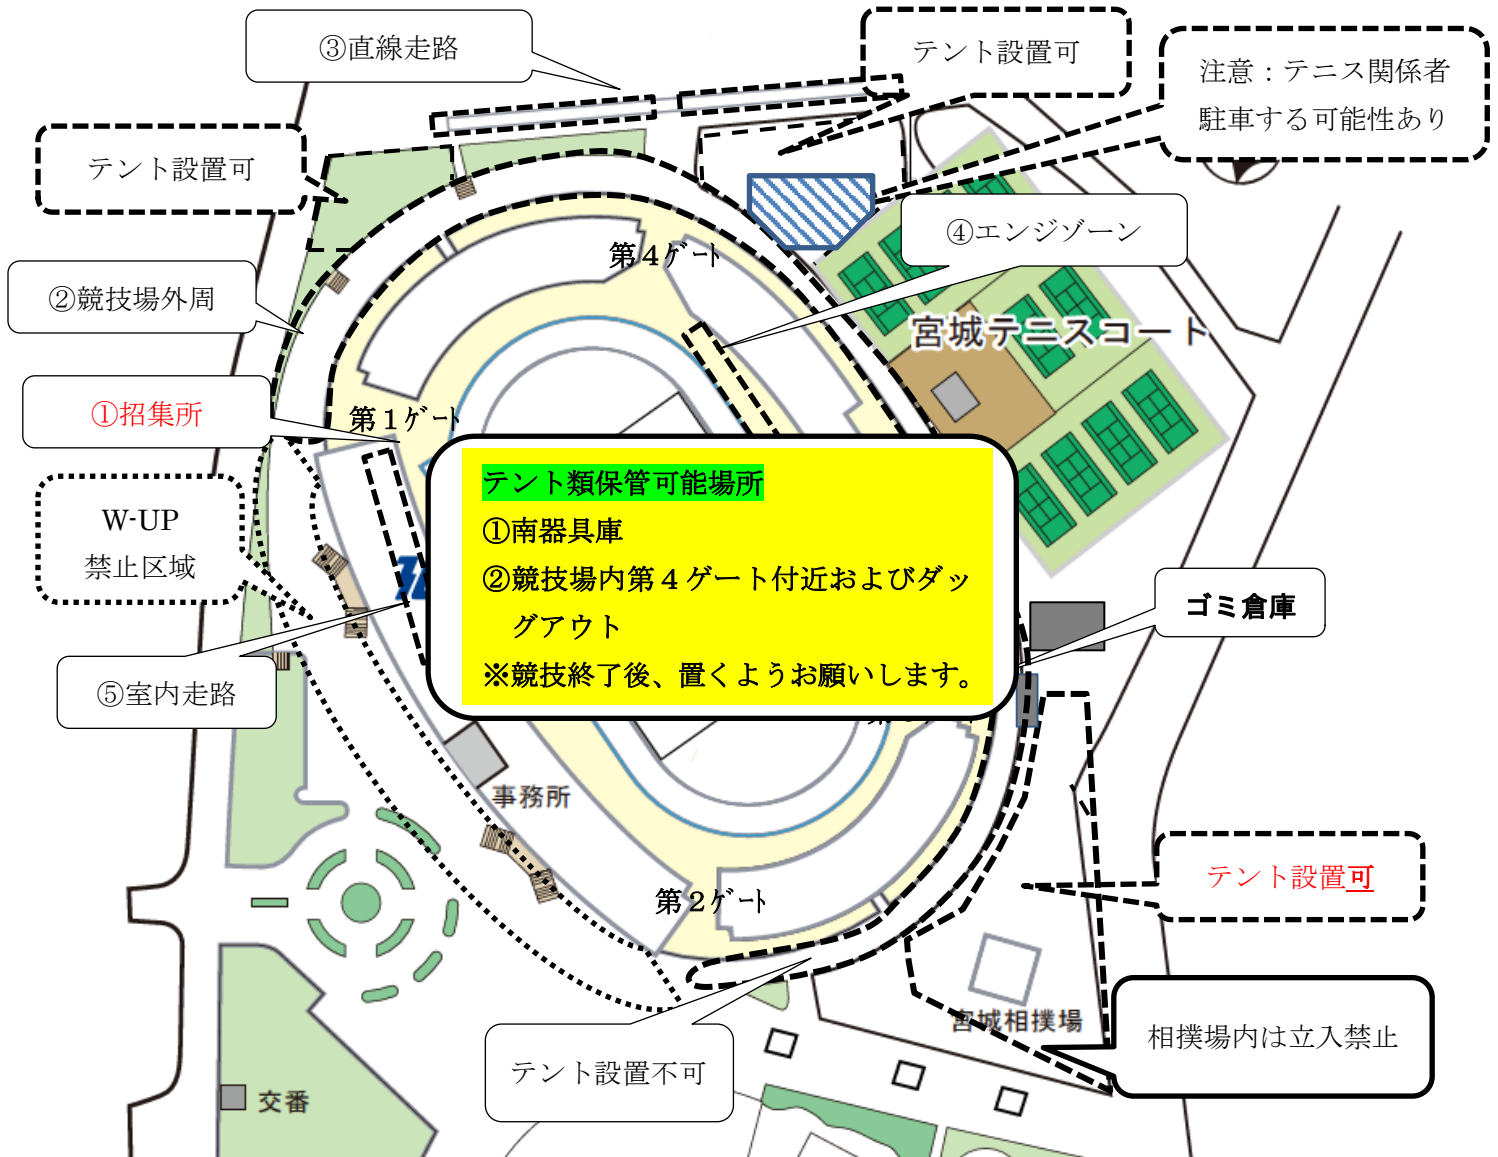 ③直線走路
テント設置可
注意：テニス関係者
駐車する可能性あり
テント設置可
④エンジゾーン
第４ゲート
②競技場外周
宮城テニスコート
①招集所
第１ゲート
テント類保管可能場所
①南器具庫
②競技場内第４ゲート付近およびダッ
グアウト
※競技終了後、置くようお願いします。
W-UP
禁止区域
ゴミ倉庫
⑤室内走路
事務所
テント設置可
第２ゲート
宮城相撲場
相撲場内は立入禁止
テント設置不可
交番